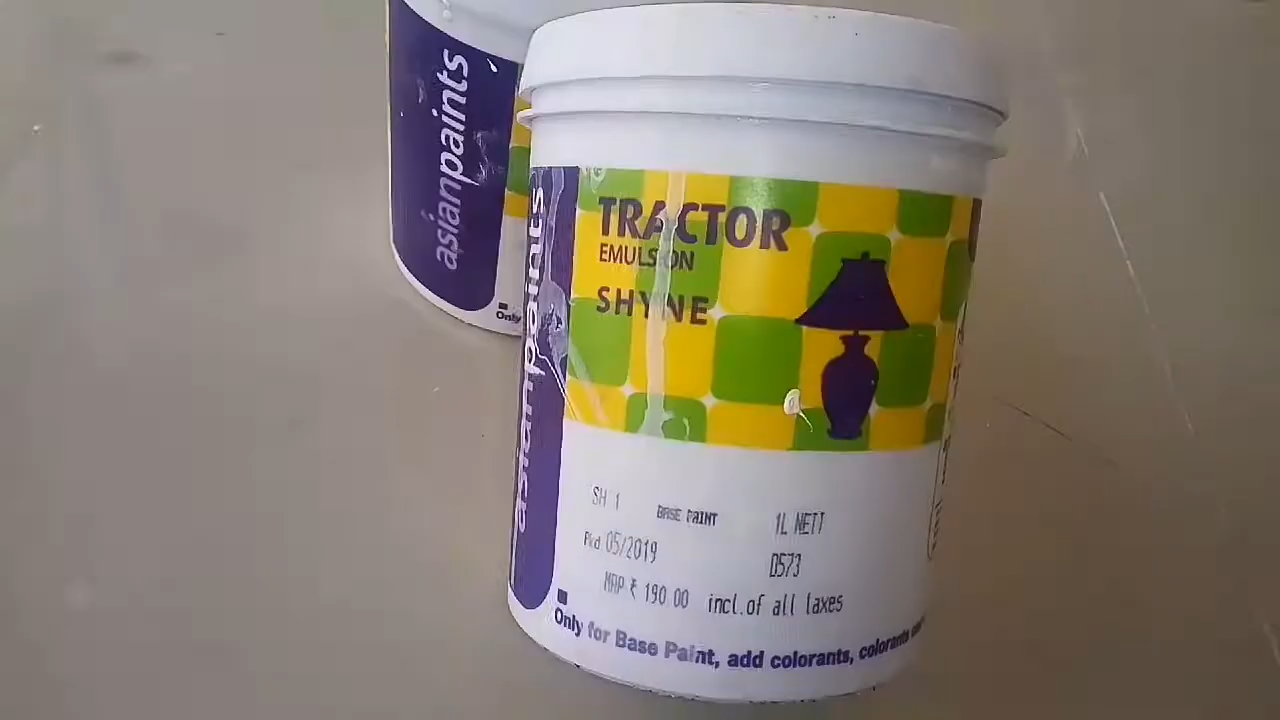 asianpaints
Only
asianpaints
TRACTOR
EMULSION
SHYNE
SH 1 BASE PAINT 1L NETT
Pkd 05/2019 D573
MRP ₹ 190 00 incl.of all taxes
Only for Base Paint, add colorants, colorants